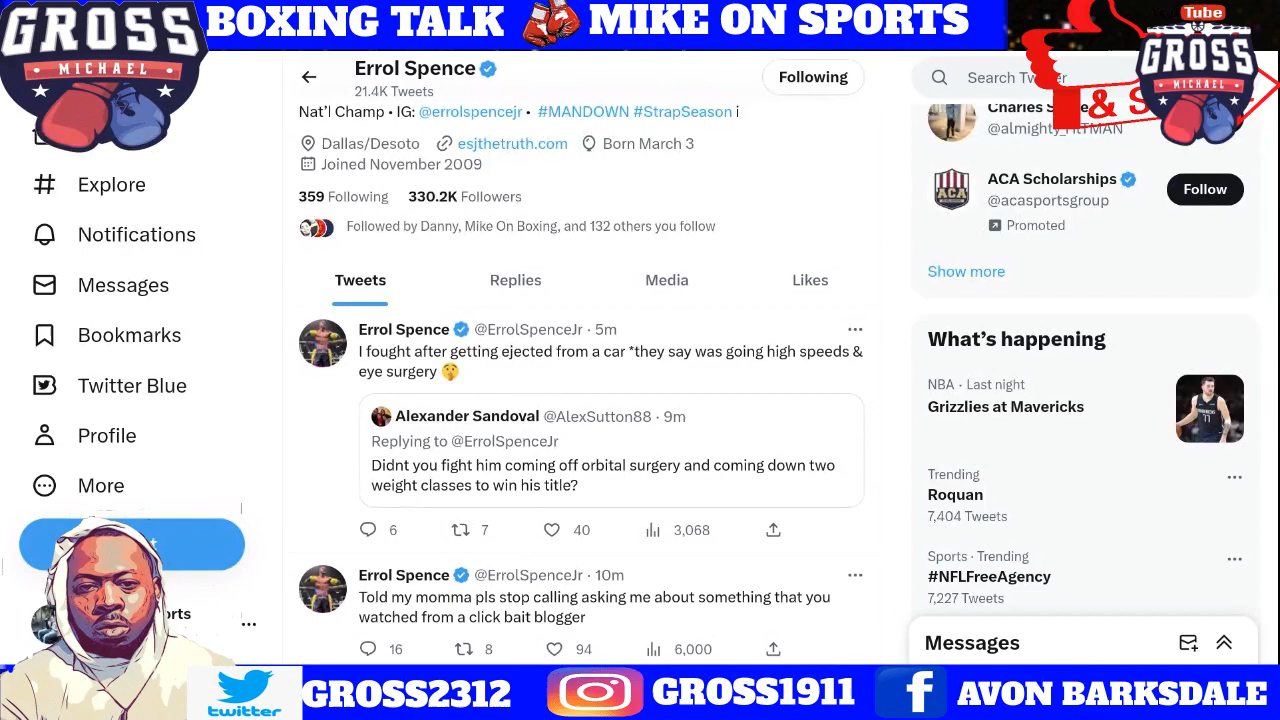 GROSS
MICHAEL
BOXING TALK
MIKE ON SPORTS
YouTube
GROSS
MICHAEL
& S
Errol Spence
21.4K Tweets
Following
Search Tw
Nat'l Champ • IG: @errolspencejr • #MANDOWN #StrapSeason i
Dallas/Desoto esjthetruth.com Born March 3
Joined November 2009
359 Following 330.2K Followers
Followed by Danny, Mike On Boxing, and 132 others you follow
Tweets Replies Media Likes
Explore
Notifications
Messages
Bookmarks
Twitter Blue
Profile
More
orts
Errol Spence @ErrolSpenceJr · 5m
I fought after getting ejected from a car *they say was going high speeds &
eye surgery 🤫
Alexander Sandoval @AlexSutton88 · 9m
Replying to @ErrolSpenceJr
Didnt you fight him coming off orbital surgery and coming down two
weight classes to win his title?
6 7 40 3,068
Errol Spence @ErrolSpenceJr · 10m
Told my momma pls stop calling asking me about something that you
watched from a click bait blogger
16 8 94 6,000
Charles
ACA Scholarships
@acasportsgroup
Promoted
Follow
ACA
Show more
What's happening
NBA · Last night
Grizzlies at Mavericks
77
Trending
Roquan
7,404 Tweets
Sports · Trending
#NFLFreeAgency
7,227 Tweets
Messages
twitter
GROSS2312
GROSS1911
f
AVON BARKSDALE